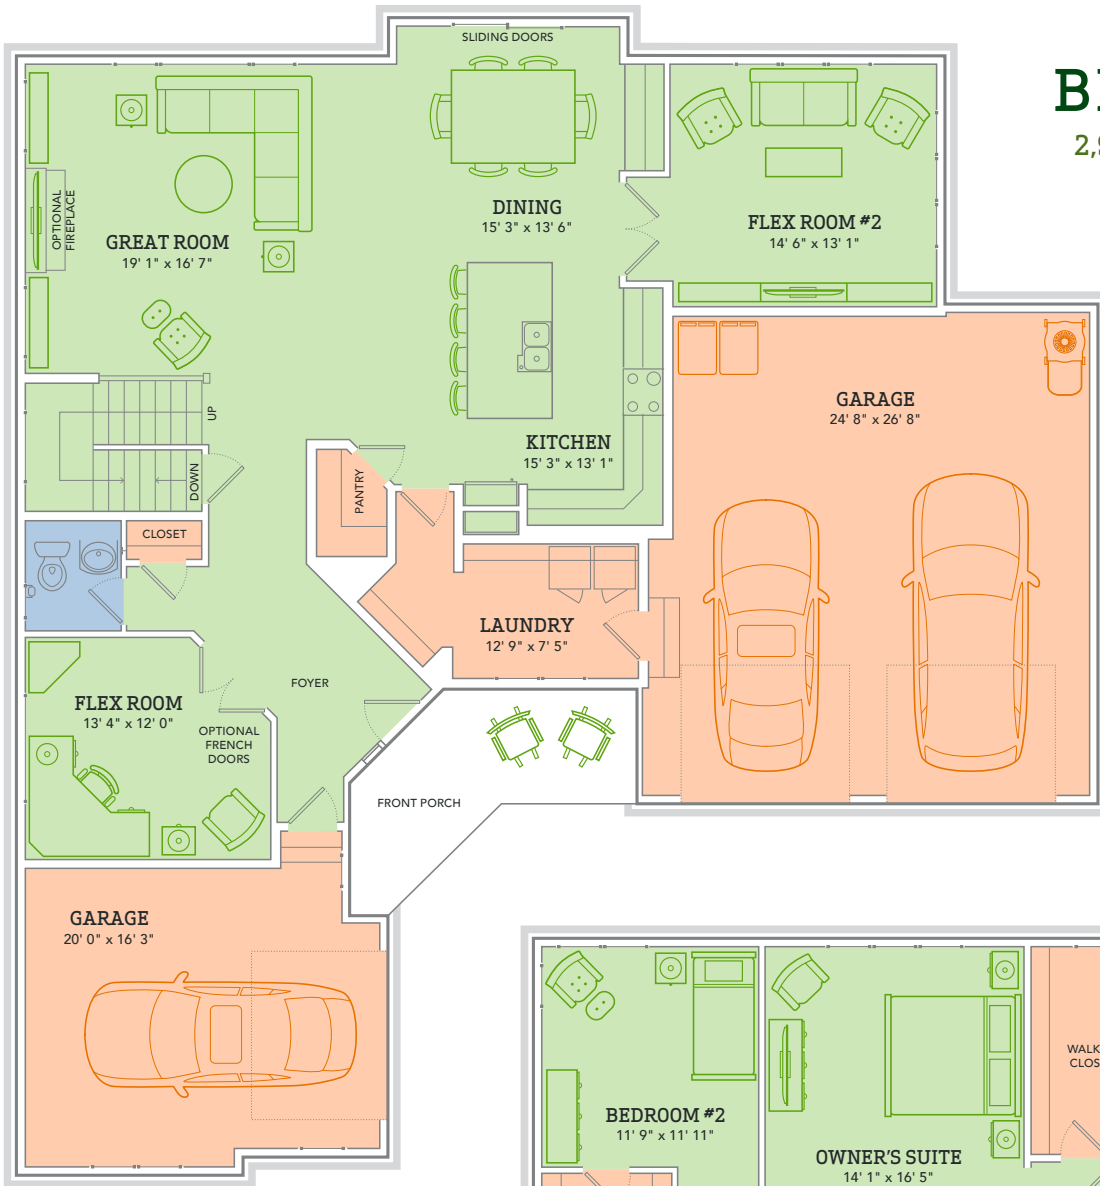 SLIDING DOORS
OPTIONAL
FIREPLACE
GREAT ROOM
19' 1" x 16' 7"
DINING
15' 3" x 13' 6"
FLEX ROOM #2
14' 6" x 13' 1"
UP
DOWN
GARAGE
24' 8" x 26' 8"
KITCHEN
15' 3" x 13' 1"
PANTRY
CLOSET
LAUNDRY
12' 9" x 7' 5"
FOYER
FLEX ROOM
13' 4" x 12' 0"
OPTIONAL
FRENCH
DOORS
FRONT PORCH
GARAGE
20' 0" x 16' 3"
BEDROOM #2
11' 9" x 11' 11"
OWNER'S SUITE
14' 1" x 16' 5"
WALK
CLOS